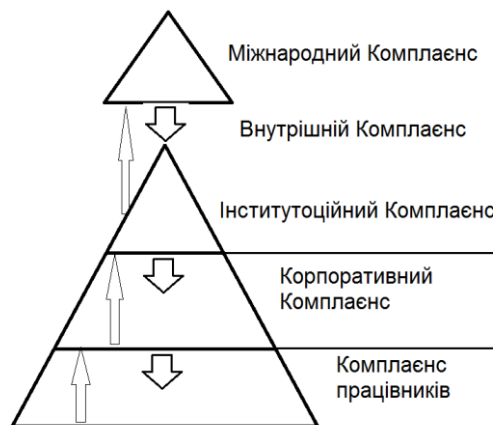 Міжнародний Комплаєнс
Внутрішній Комплаєнс
Інститутоційний Комплаєнс
Корпоративний
Комплаєнс
Комплаєнс
працівників